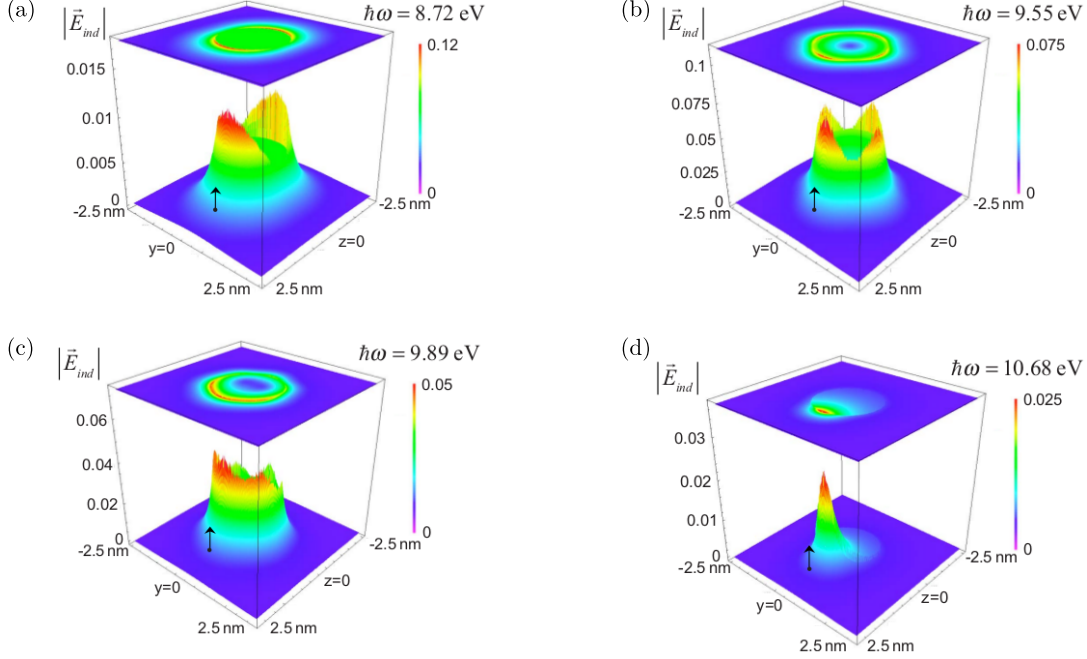 (a)
|E⃗_ind|
ħω = 8.72 eV
0.12
0
0.015
0.010
0.005
0
-2.5 nm
y=0
2.5 nm
2.5 nm
z=0
-2.5 nm
(b)
|E⃗_ind|
ħω = 9.55 eV
0.075
0
0.1
0.075
0.05
0.025
0
-2.5 nm
y=0
2.5 nm
2.5 nm
z=0
-2.5 nm
(c)
|E⃗_ind|
ħω = 9.89 eV
0.05
0
0.06
0.04
0.02
0
-2.5 nm
y=0
2.5 nm
2.5 nm
z=0
-2.5 nm
(d)
|E⃗_ind|
ħω = 10.68 eV
0.025
0
0.03
0.02
0.01
0
-2.5 nm
y=0
2.5 nm
2.5 nm
z=0
-2.5 nm